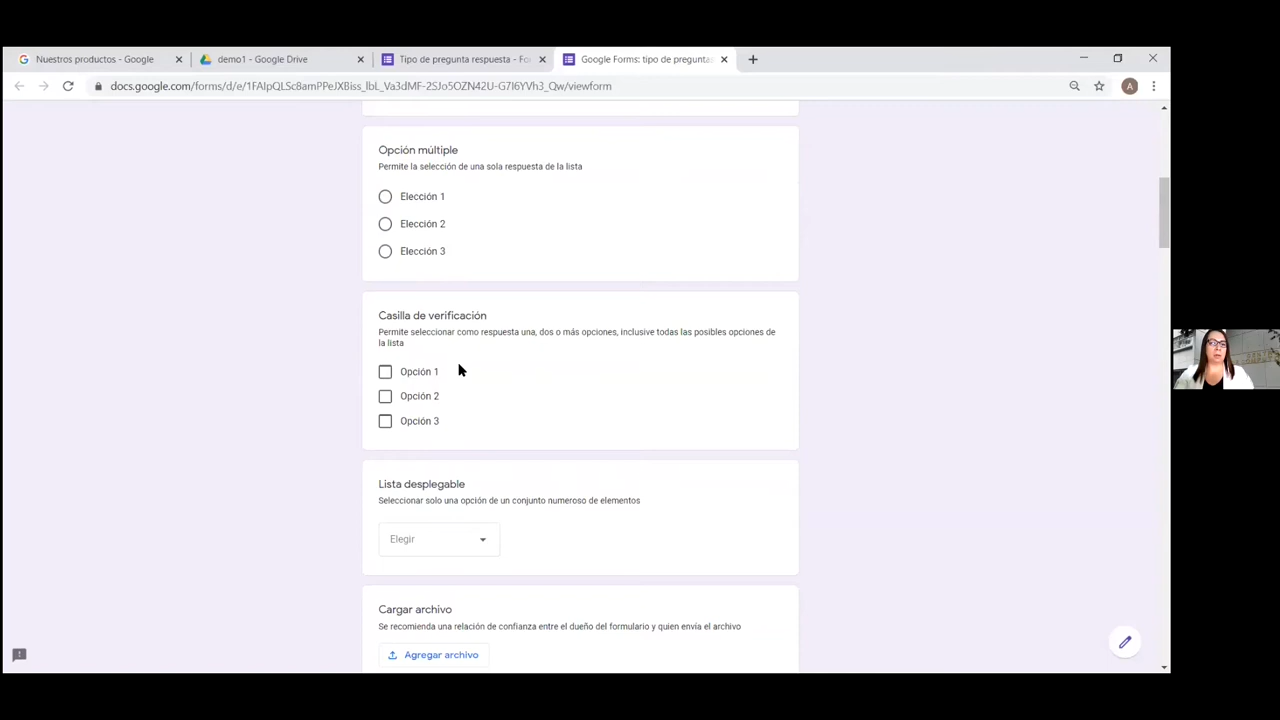 Nuestros productos - Google
demo1 - Google Drive
Tipo de pregunta respuesta - Fo
Google Forms: tipo de preguntas
docs.google.com/forms/d/e/1FAIpQLSc8amPPeJXBiss_lbL_Va3dMF-2SJo5OZN42U-G7I6YVh3_Qw/viewform
A
Opción múltiple
Permite la selección de una sola respuesta de la lista
Elección 1
Elección 2
Elección 3
Casilla de verificación
Permite seleccionar como respuesta una, dos o más opciones, inclusive todas las posibles opciones de
la lista
Opción 1
Opción 2
Opción 3
Lista desplegable
Seleccionar solo una opción de un conjunto numeroso de elementos
Elegir
Cargar archivo
Se recomienda una relación de confianza entre el dueño del formulario y quien envía el archivo
Agregar archivo